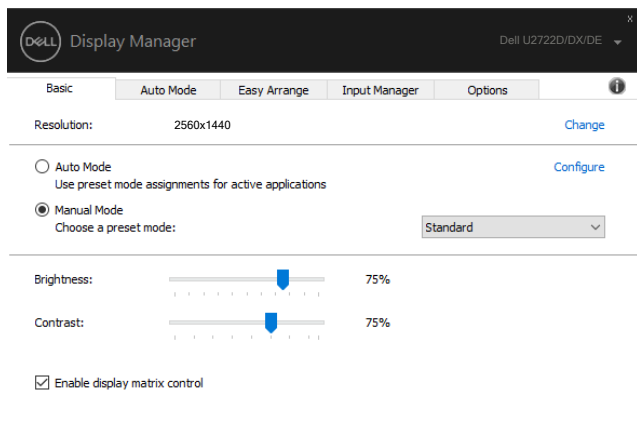 DELL Display Manager
x
Dell U2722D/DX/DE
Basic Auto Mode Easy Arrange Input Manager Options i
Resolution: 2560x1440 Change
Auto Mode Configure
Use preset mode assignments for active applications
Manual Mode
Choose a preset mode: Standard
Brightness: 75%
Contrast: 75%
Enable display matrix control